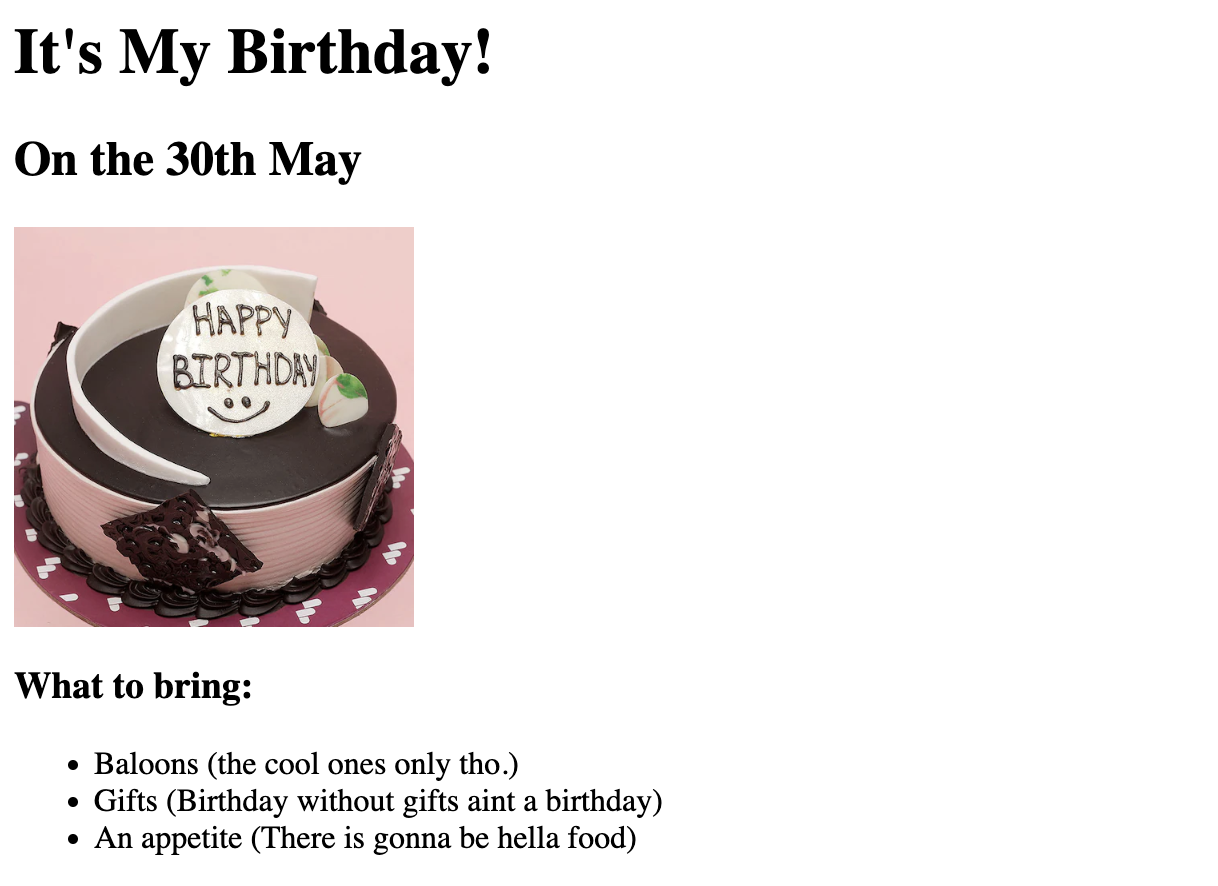 It's My Birthday!
On the 30th May
HAPPY
BIRTHDAY
What to bring:
Baloons (the cool ones only tho.)
Gifts (Birthday without gifts aint a birthday)
An appetite (There is gonna be hella food)